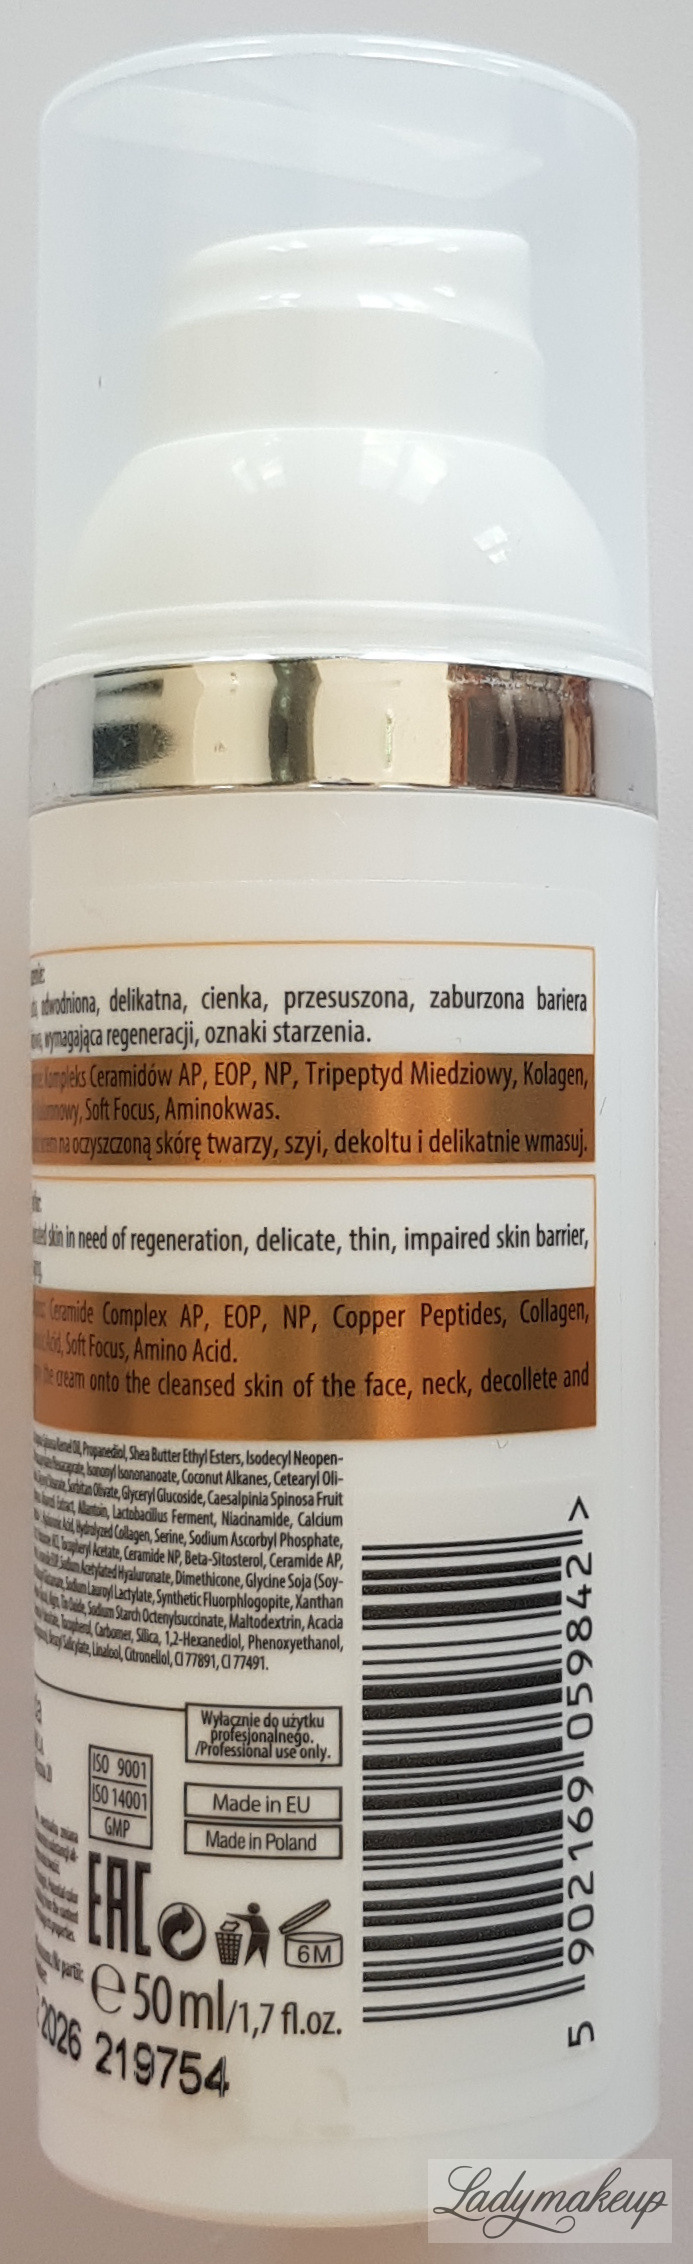 odwodniona, delikatna, cienka, przesuszona, zaburzona bariera
wymagająca regeneracji, oznaki starzenia.
Kompleks Ceramidów AP, EOP, NP, Tripeptyd Miedziowy, Kolagen,
Soft Focus, Aminokwas.
na oczyszczoną skórę twarzy, szyi, dekoltu i delikatnie wmasuj.
skin in need of regeneration, delicate, thin, impaired skin barrier,
Ceramide Complex AP, EOP, NP, Copper Peptides, Collagen,
Acid, Soft Focus, Amino Acid.
the cream onto the cleansed skin of the face, neck, decollete and
Spinosa Kernel Oil, Propanediol, Shea Butter Ethyl Esters, Isodecyl Neopen-
Isononyl Isononanoate, Coconut Alkanes, Cetearyl Oli-
Sorbitan Olivate, Glyceryl Glucoside, Caesalpinia Spinosa Fruit
Extract, Allantoin, Lactobacillus Ferment, Niacinamide, Calcium
Hydrolyzed Collagen, Serine, Sodium Ascorbyl Phosphate,
Tocopheryl Acetate, Ceramide NP, Beta-Sitosterol, Ceramide AP,
Sodium Acetylated Hyaluronate, Dimethicone, Glycine Soja (Soy-
Sodium Lauroyl Lactylate, Synthetic Fluorphlogopite, Xanthan
Tin Oxide, Sodium Starch Octenylsuccinate, Maltodextrin, Acacia
Tocopherol, Carbomer, Silica, 1,2-Hexanediol, Phenoxyethanol,
Benzyl Salicylate, Linalool, Citronellol, CI 77891, CI 77491.
Wyłącznie do użytku
profesjonalnego.
/Professional use only.
ISO 9001
ISO 14001
GMP
Made in EU
Made in Poland
EAC
6M
℮ 50 ml/1,7 fl.oz.
2026 219754
5 902169 059842 >
Ladymakeup